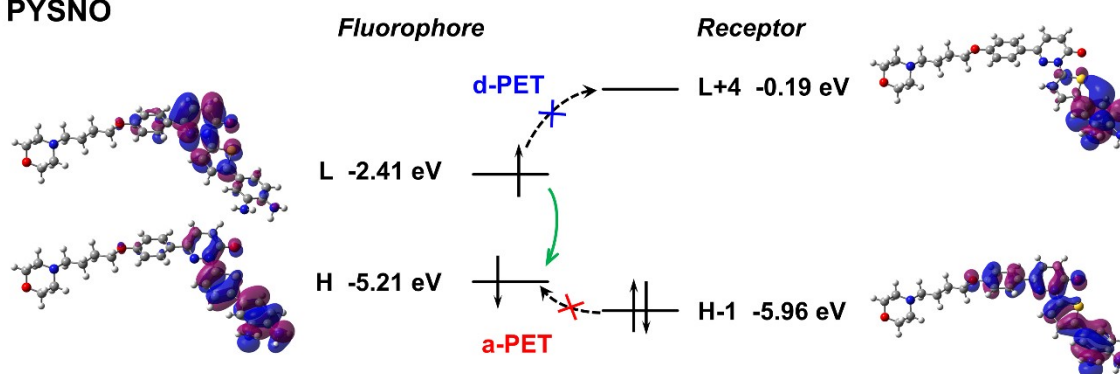 PYSNO
Fluorophore Receptor
d-PET L+4 -0.19 eV
L -2.41 eV
H -5.21 eV
H-1 -5.96 eV
a-PET